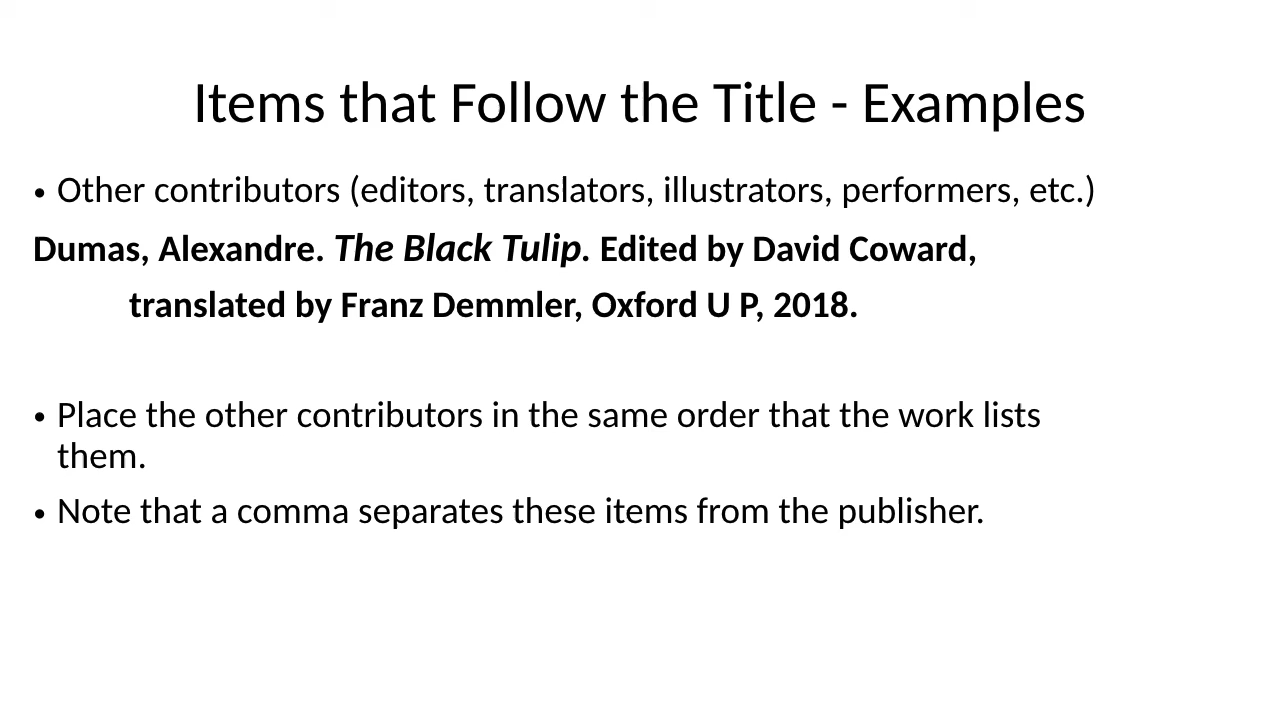 Items that Follow the Title - Examples
• Other contributors (editors, translators, illustrators, performers, etc.)
Dumas, Alexandre. The Black Tulip. Edited by David Coward,
translated by Franz Demmler, Oxford U P, 2018.
• Place the other contributors in the same order that the work lists
them.
• Note that a comma separates these items from the publisher.